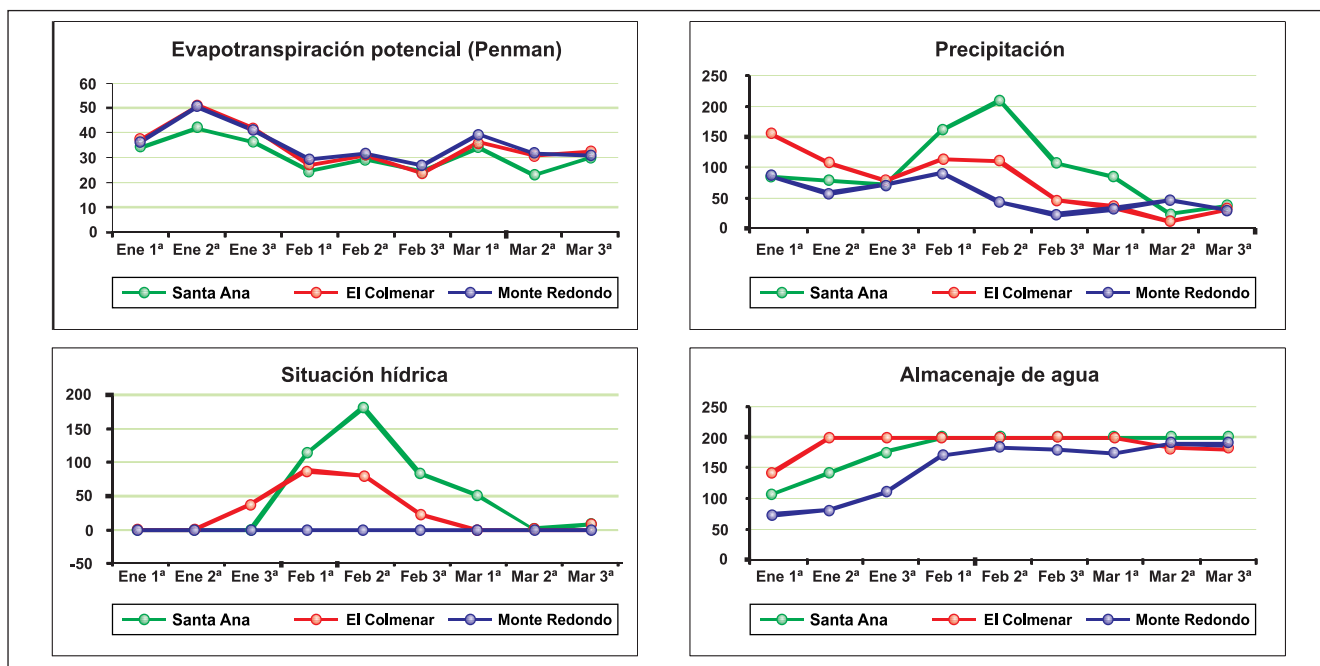 Evapotranspiración potencial (Penman)
60
50
40
30
20
10
0
Ene 1ª Ene 2ª Ene 3ª Feb 1ª Feb 2ª Feb 3ª Mar 1ª Mar 2ª Mar 3ª
Santa Ana El Colmenar Monte Redondo
Precipitación
250
200
150
100
50
0
Ene 1ª Ene 2ª Ene 3ª Feb 1ª Feb 2ª Feb 3ª Mar 1ª Mar 2ª Mar 3ª
Santa Ana El Colmenar Monte Redondo
Situación hídrica
200
150
100
50
0
-50
Ene 1ª Ene 2ª Ene 3ª Feb 1ª Feb 2ª Feb 3ª Mar 1ª Mar 2ª Mar 3ª
Santa Ana El Colmenar Monte Redondo
Almacenaje de agua
250
200
150
100
50
0
Ene 1ª Ene 2ª Ene 3ª Feb 1ª Feb 2ª Feb 3ª Mar 1ª Mar 2ª Mar 3ª
Santa Ana El Colmenar Monte Redondo